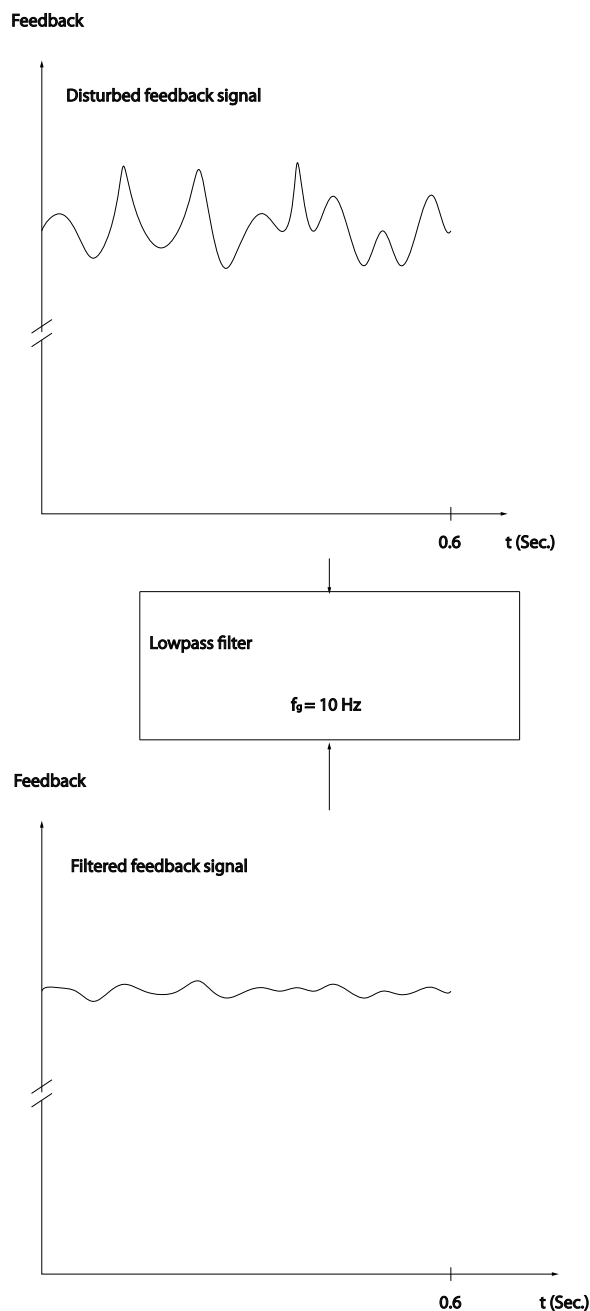 Feedback
Disturbed feedback signal
0.6 t (Sec.)
Lowpass filter
fg = 10 Hz
Feedback
Filtered feedback signal
0.6 t (Sec.)